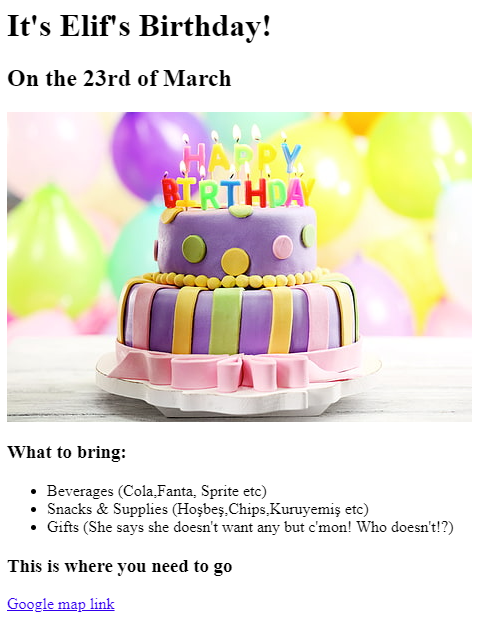 It's Elif's Birthday!
On the 23rd of March
HAPPY
BIRTHDAY
What to bring:
Beverages (Cola,Fanta, Sprite etc)
Snacks & Supplies (Hoşbeş,Chips,Kuruyemiş etc)
Gifts (She says she doesn't want any but c'mon! Who doesn't!?)
This is where you need to go
Google map link